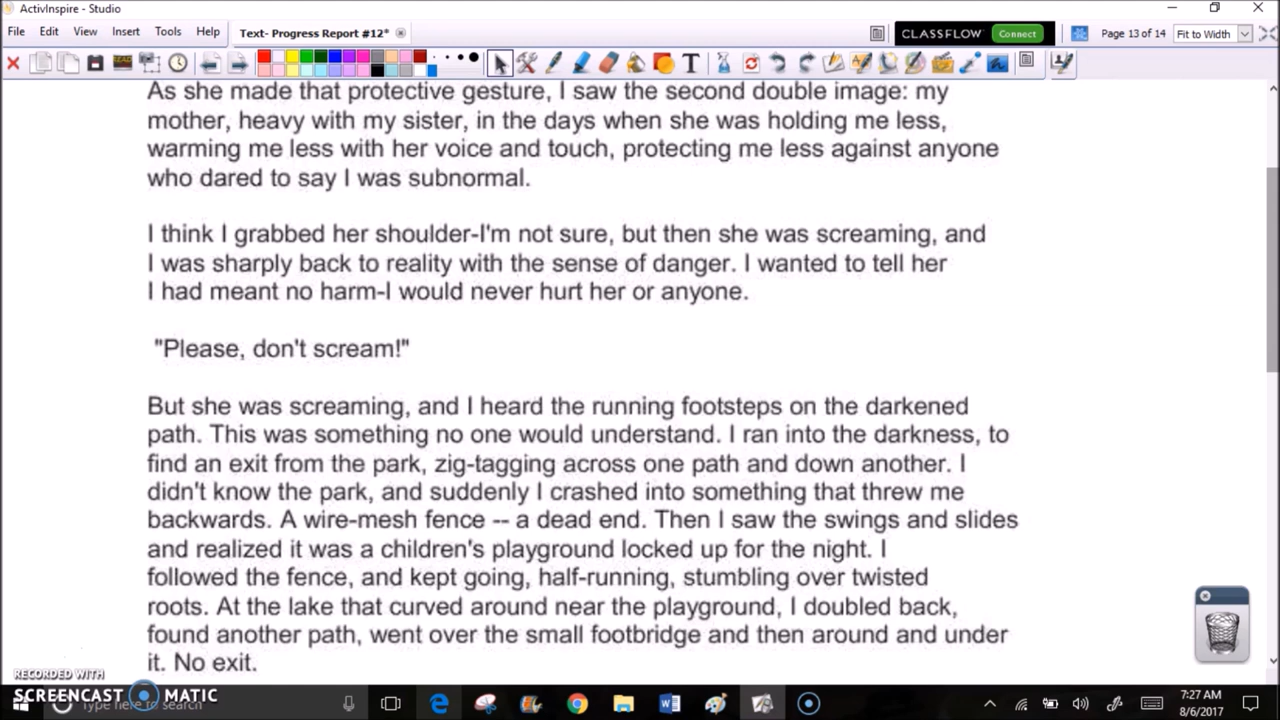 ActivInspire - Studio
File Edit View Insert Tools Help
Text- Progress Report #12*
CLASSFLOW Connect
Page 13 of 14
Fit to Width
As she made that protective gesture, I saw the second double image: my
mother, heavy with my sister, in the days when she was holding me less,
warming me less with her voice and touch, protecting me less against anyone
who dared to say I was subnormal.
I think I grabbed her shoulder-I'm not sure, but then she was screaming, and
I was sharply back to reality with the sense of danger. I wanted to tell her
I had meant no harm-I would never hurt her or anyone.
"Please, don't scream!"
But she was screaming, and I heard the running footsteps on the darkened
path. This was something no one would understand. I ran into the darkness, to
find an exit from the park, zig-tagging across one path and down another. I
didn't know the park, and suddenly I crashed into something that threw me
backwards. A wire-mesh fence -- a dead end. Then I saw the swings and slides
and realized it was a children's playground locked up for the night. I
followed the fence, and kept going, half-running, stumbling over twisted
roots. At the lake that curved around near the playground, I doubled back,
found another path, went over the small footbridge and then around and under
it. No exit.
RECORDED WITH
SCREENCAST MATIC
Type here to search
7:27 AM
8/6/2017